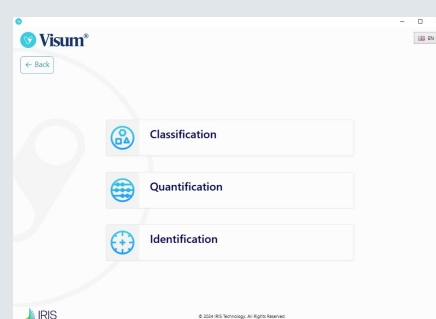 Visum®
EN
← Back
Classification
Quantification
Identification
IRIS
© 2024 IRIS Technology. All Rights Reserved.